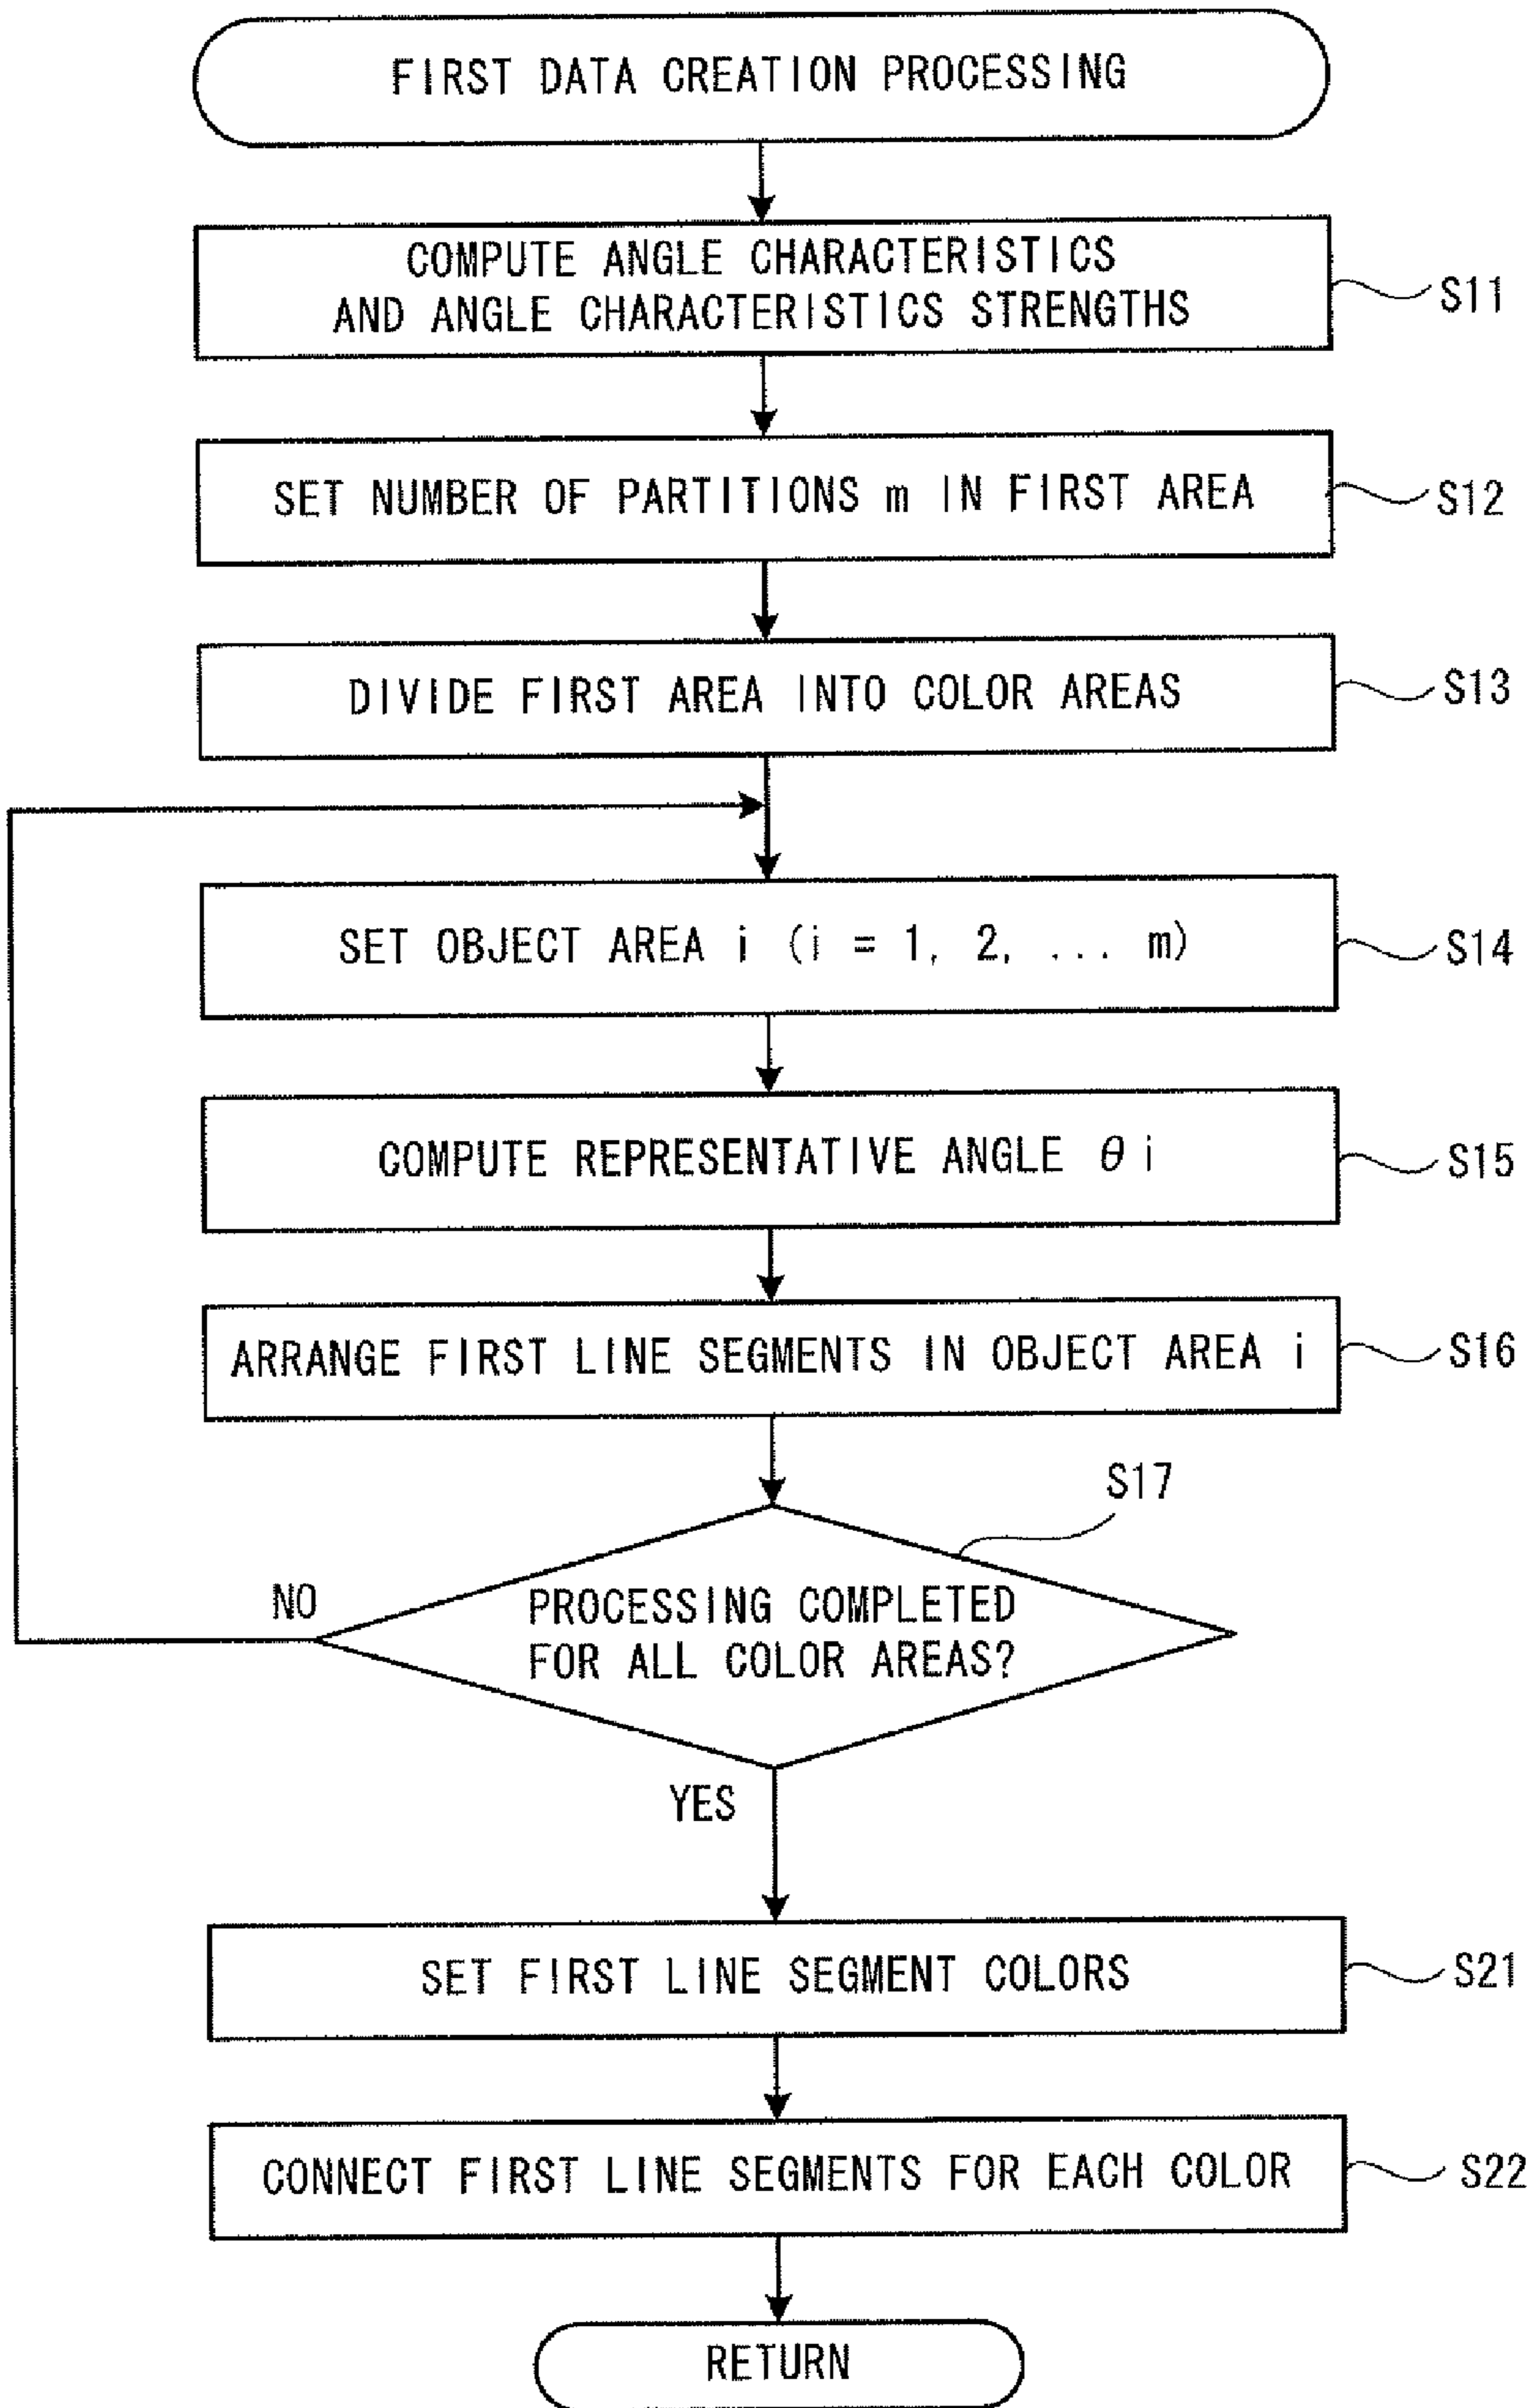 FIRST DATA CREATION PROCESSING
COMPUTE ANGLE CHARACTERISTICS
AND ANGLE CHARACTERISTICS STRENGTHS
S11
SET NUMBER OF PARTITIONS m IN FIRST AREA
S12
DIVIDE FIRST AREA INTO COLOR AREAS
S13
SET OBJECT AREA i (i = 1, 2, ... m)
S14
COMPUTE REPRESENTATIVE ANGLE θ i
S15
ARRANGE FIRST LINE SEGMENTS IN OBJECT AREA i
S16
S17
NO
PROCESSING COMPLETED
FOR ALL COLOR AREAS?
YES
SET FIRST LINE SEGMENT COLORS
S21
CONNECT FIRST LINE SEGMENTS FOR EACH COLOR
S22
RETURN